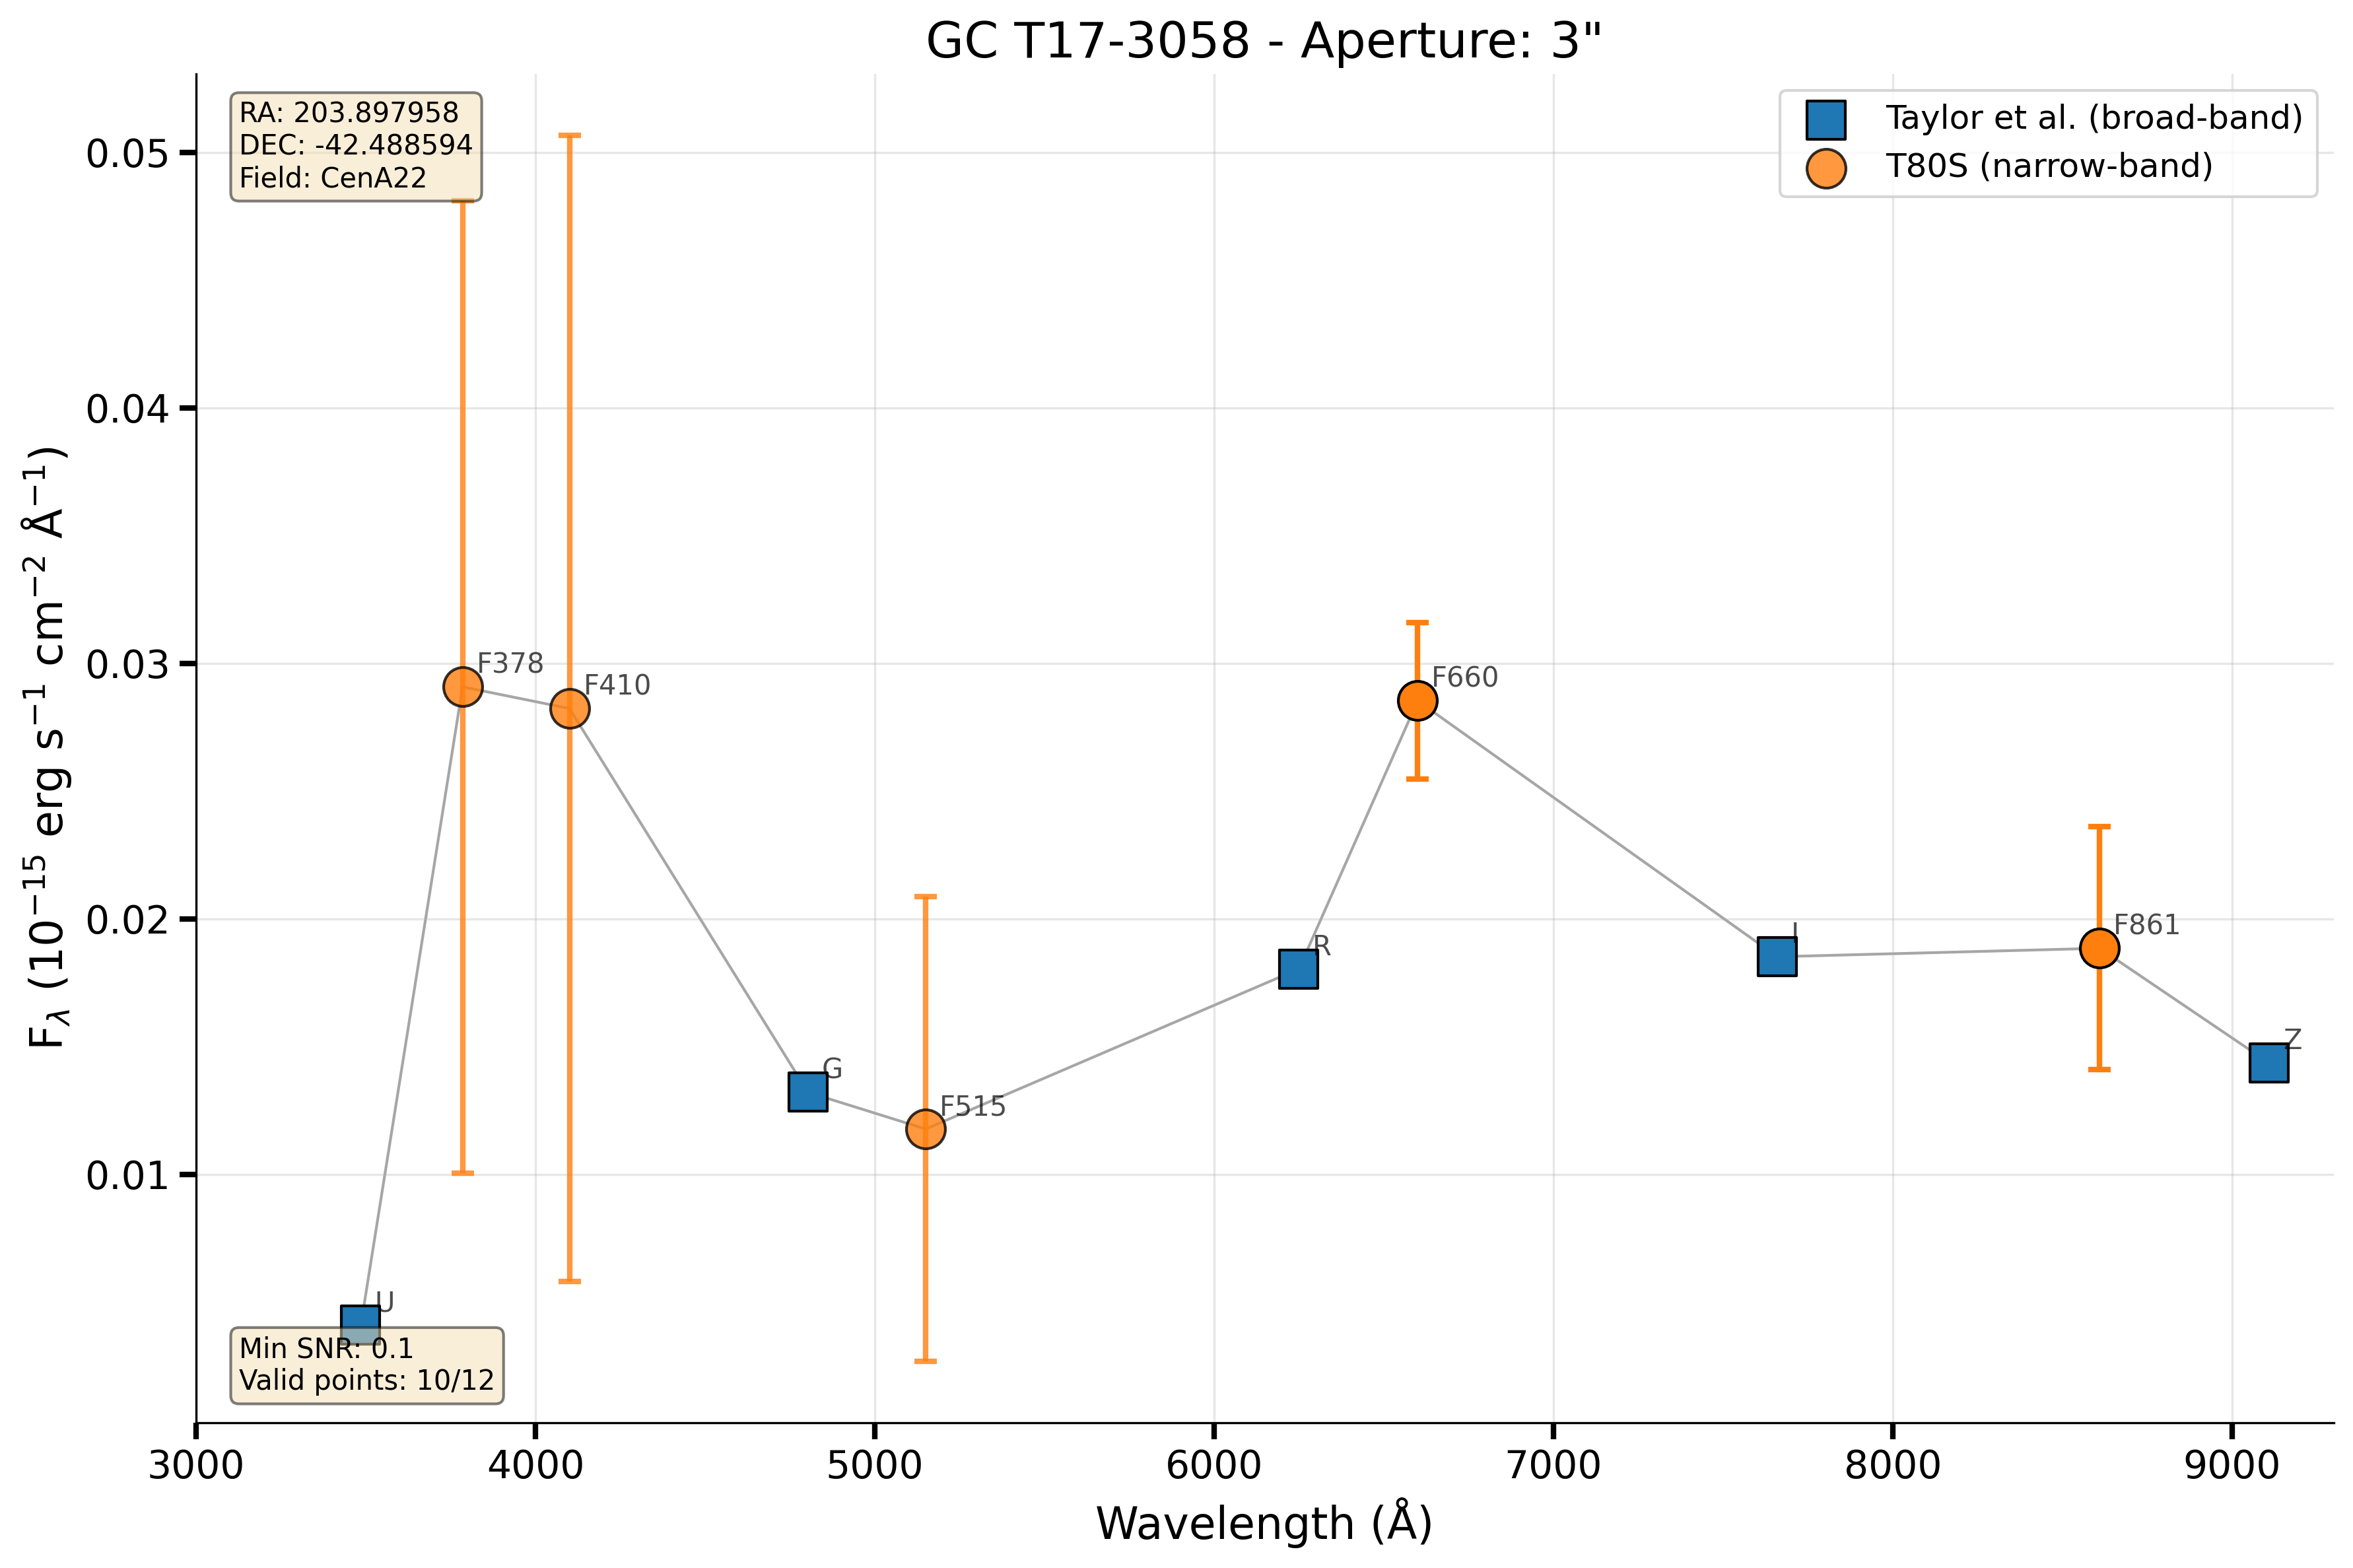 GC T17-3058 - Aperture: 3"
RA: 203.897958
DEC: -42.488594
Field: CenA22
Taylor et al. (broad-band)
T80S (narrow-band)
0.05
0.04
0.03
0.02
0.01
F378
F410
F660
R
I
F861
G
F515
Z
U
Min SNR: 0.1
Valid points: 10/12
3000 4000 5000 6000 7000 8000 9000
Wavelength (Å)
Fλ (10⁻¹⁵ erg s⁻¹ cm⁻² Å⁻¹)